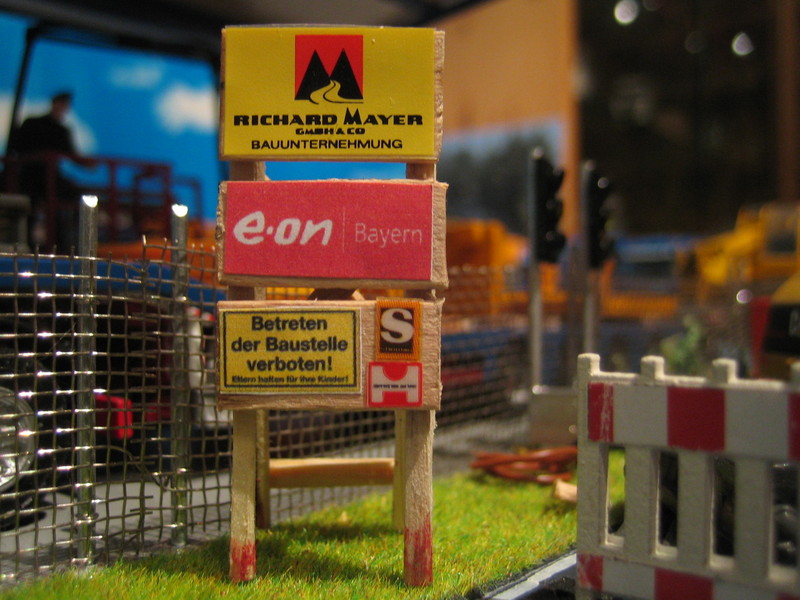 RICHARD MAYER
GMBH & CO
BAUUNTERNEHMUNG
e·on Bayern
Betreten
der Baustelle
verboten!
Eltern haften für ihre Kinder!
S
H